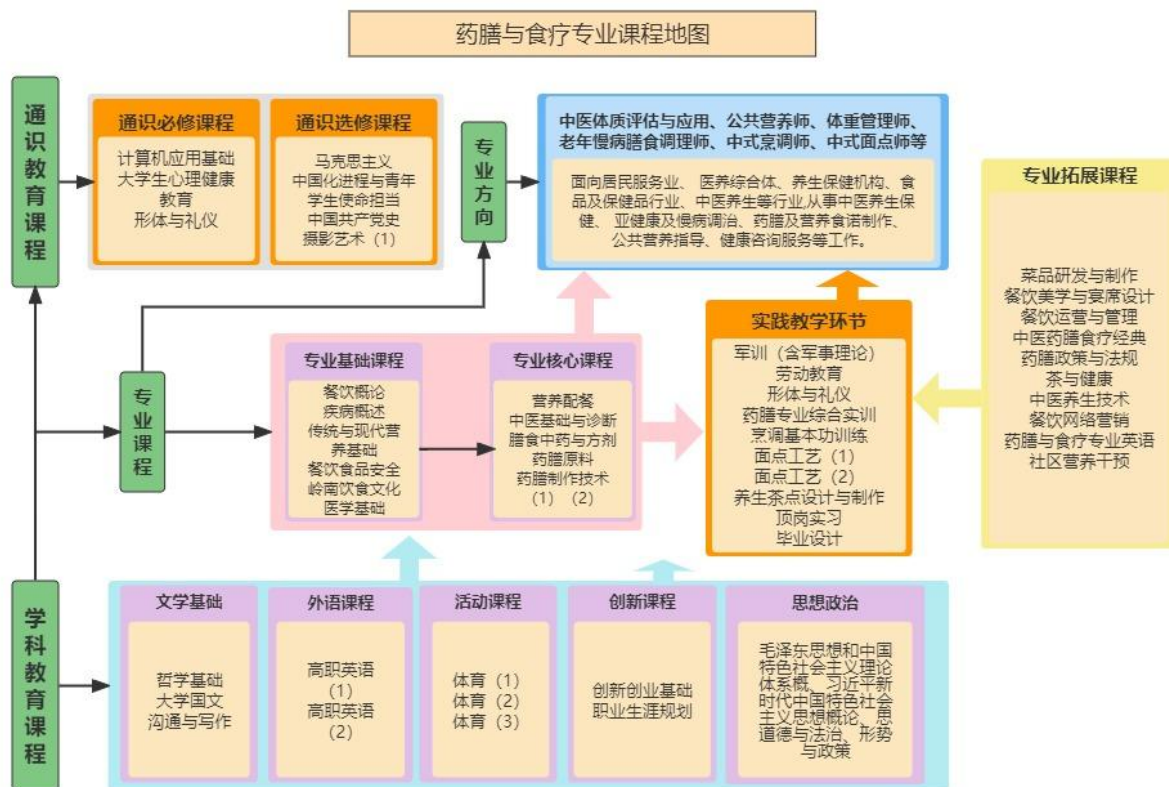 药膳与食疗专业课程地图
通识教育课程
通识必修课程
计算机应用基础
大学生心理健康
教育
形体与礼仪
通识选修课程
马克思主义
中国化进程与青年
学生使命担当
中国共产党史
摄影艺术（1）
专业方向
中医体质评估与应用、公共营养师、体重管理师、
老年慢病膳食调理师、中式烹调师、中式面点师等
面向居民服务业、医养综合体、养生保健机构、食
品及保健品行业、中医养生等行业,从事中医养生保
健、亚健康及慢病调治、药膳及营养食诺制作、
公共营养指导、健康咨询服务等工作。
专业拓展课程
菜品研发与制作
餐饮美学与宴席设计
餐饮运营与管理
中医药膳食疗经典
药膳政策与法规
茶与健康
中医养生技术
餐饮网络营销
药膳与食疗专业英语
社区营养干预
专业课程
专业基础课程
餐饮概论
疾病概述
传统与现代营
养基础
餐饮食品安全
岭南饮食文化
医学基础
专业核心课程
营养配餐
中医基础与诊断
膳食中药与方剂
药膳原料
药膳制作技术
（1）（2）
实践教学环节
军训（含军事理论）
劳动教育
形体与礼仪
药膳专业综合实训
烹调基本功训练
面点工艺（1）
面点工艺（2）
养生茶点设计与制作
顶岗实习
毕业设计
学科教育课程
文学基础
哲学基础
大学国文
沟通与写作
外语课程
高职英语
（1）
高职英语
（2）
活动课程
体育（1）
体育（2）
体育（3）
创新课程
创新创业基础
职业生涯规划
思想政治
毛泽东思想和中国
特色社会主义理论
体系概、习近平新
时代中国特色社会
主义思想概论、思
道德与法治、形势
与政策